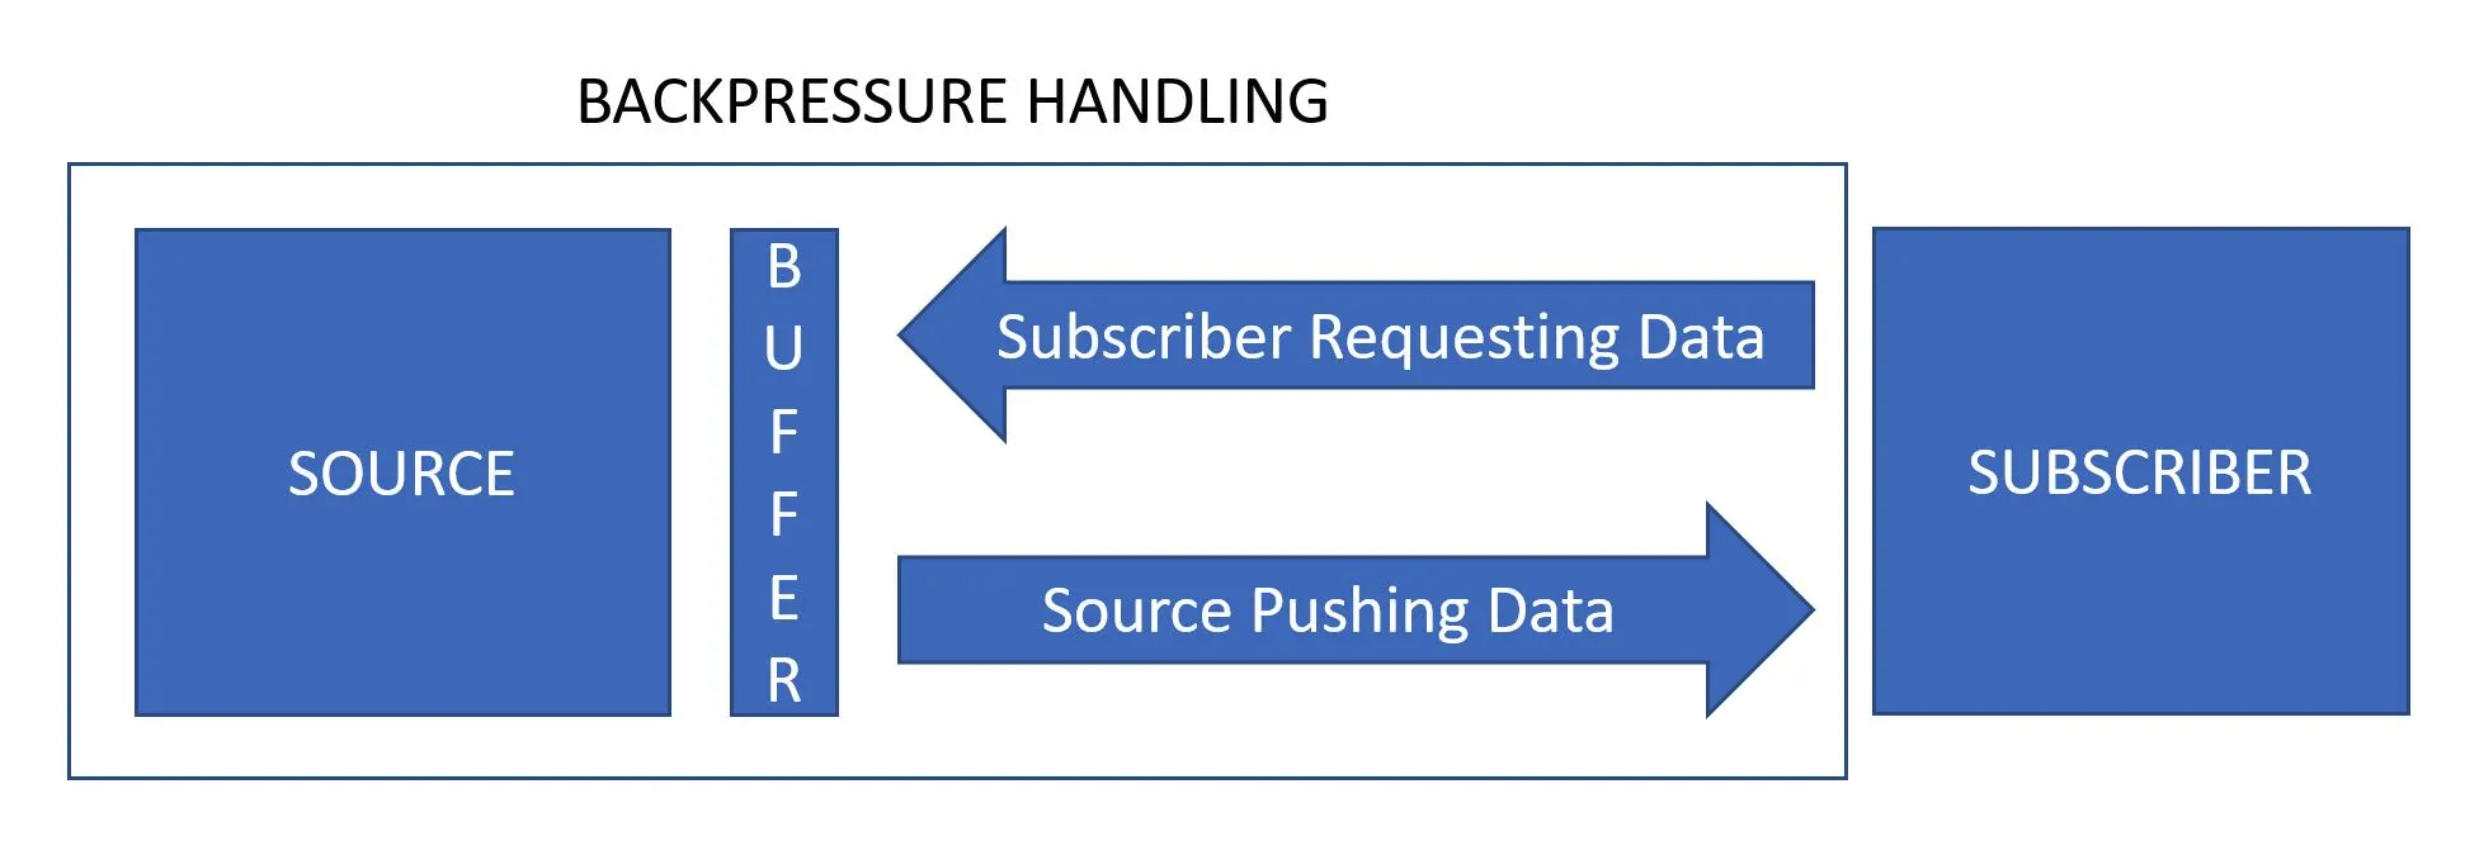 BACKPRESSURE HANDLING
SOURCE
B
U
F
F
E
R
Subscriber Requesting Data
Source Pushing Data
SUBSCRIBER